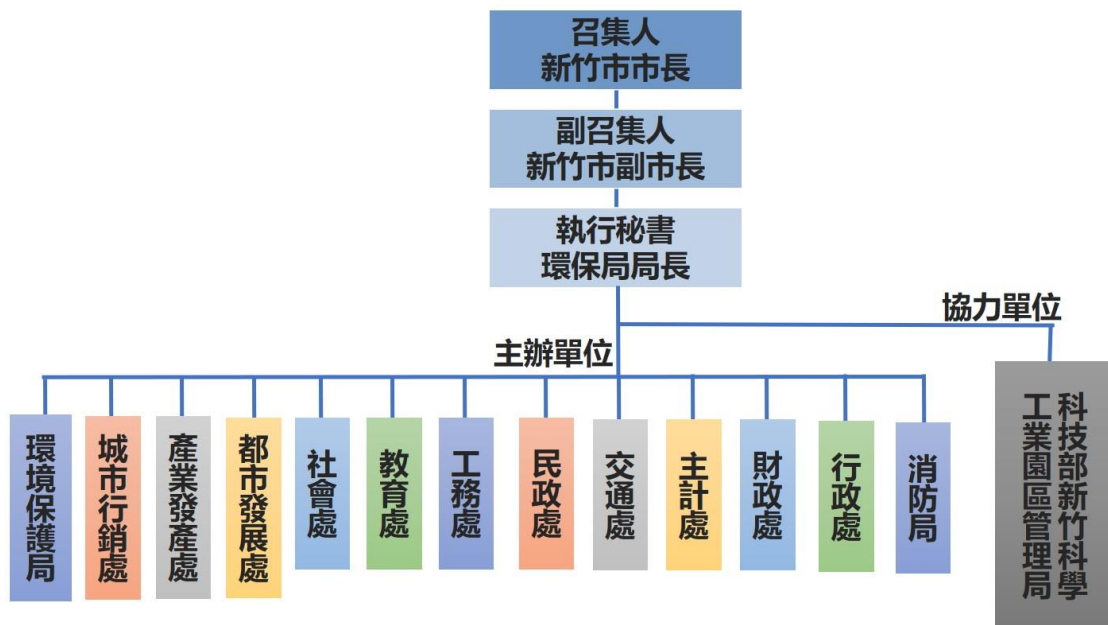 召集人
新竹市市長
副召集人
新竹市副市長
執行秘書
環保局局長
協力單位
主辦單位
環境保護局
城市行銷處
產業發產處
都市發展處
社會處
教育處
工務處
民政處
交通處
主計處
財政處
行政處
消防局
科技部新竹科學
工業園區管理局